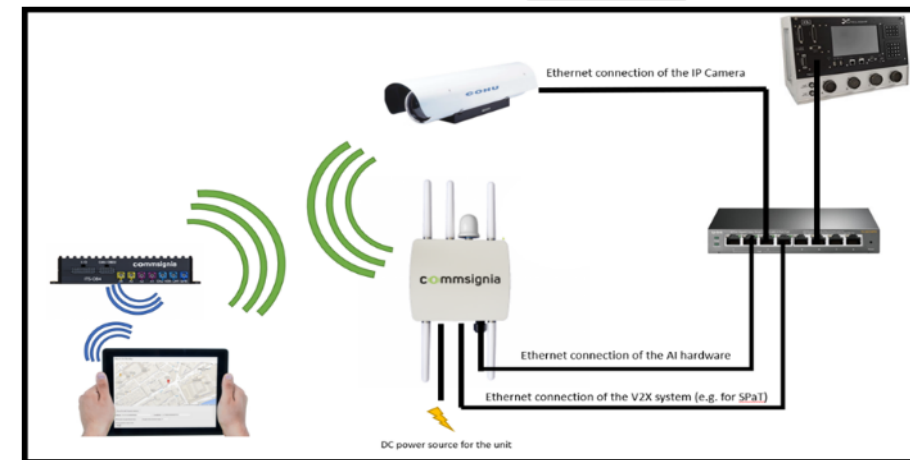 Ethernet connection of the IP Camera
COHU
commsignia
commsignia
Ethernet connection of the AI hardware
Ethernet connection of the V2X system (e.g. for SPaT)
DC power source for the unit